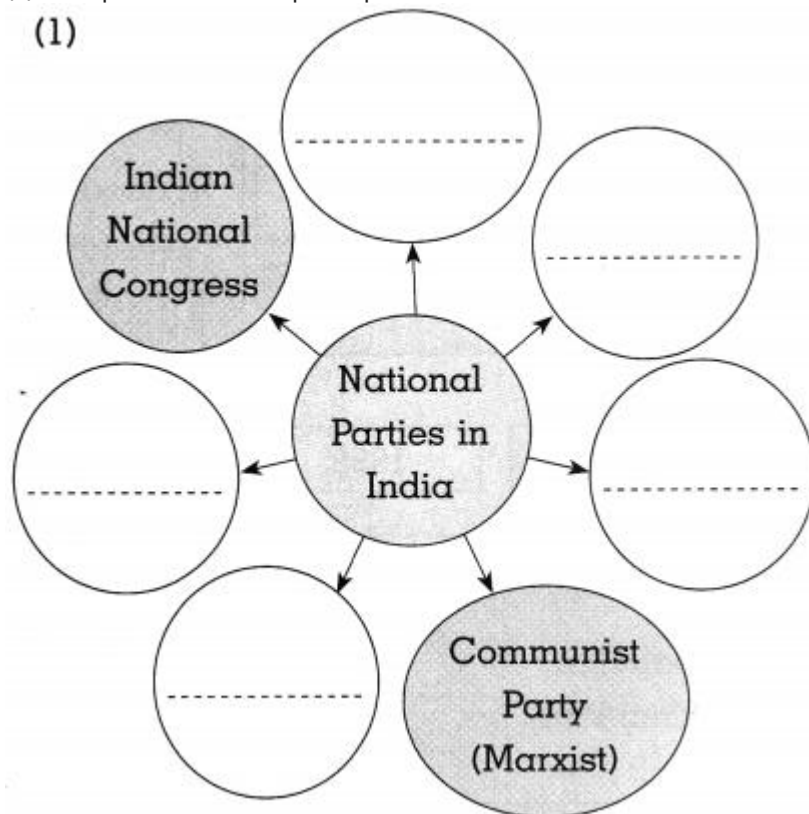 (1)
Indian
National
Congress
National
Parties in
India
Communist
Party
(Marxist)